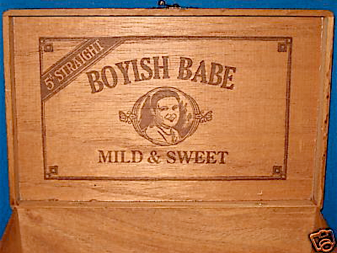 5¢ STRAIGHT
BOYISH BABE
MILD & SWEET